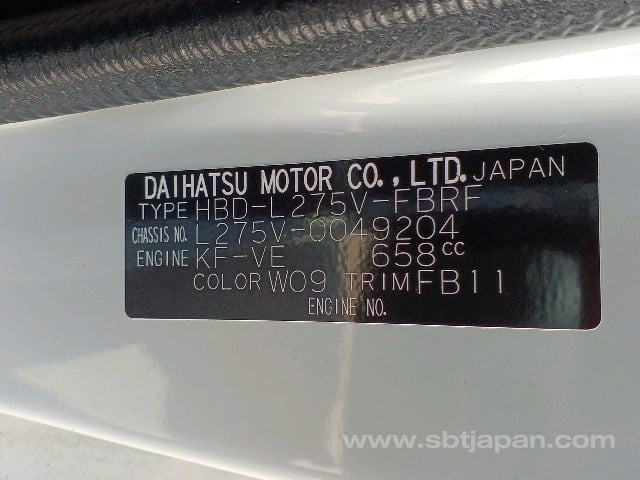 DAIHATSU MOTOR CO., LTD. JAPAN
TYPE HBD-L275V-FBRF
CHASSIS NO. L275V-0049204
ENGINE KF-VE 658CC
COLOR W09 TRIM FB11
ENGINE NO.
www.sbtjapan.com